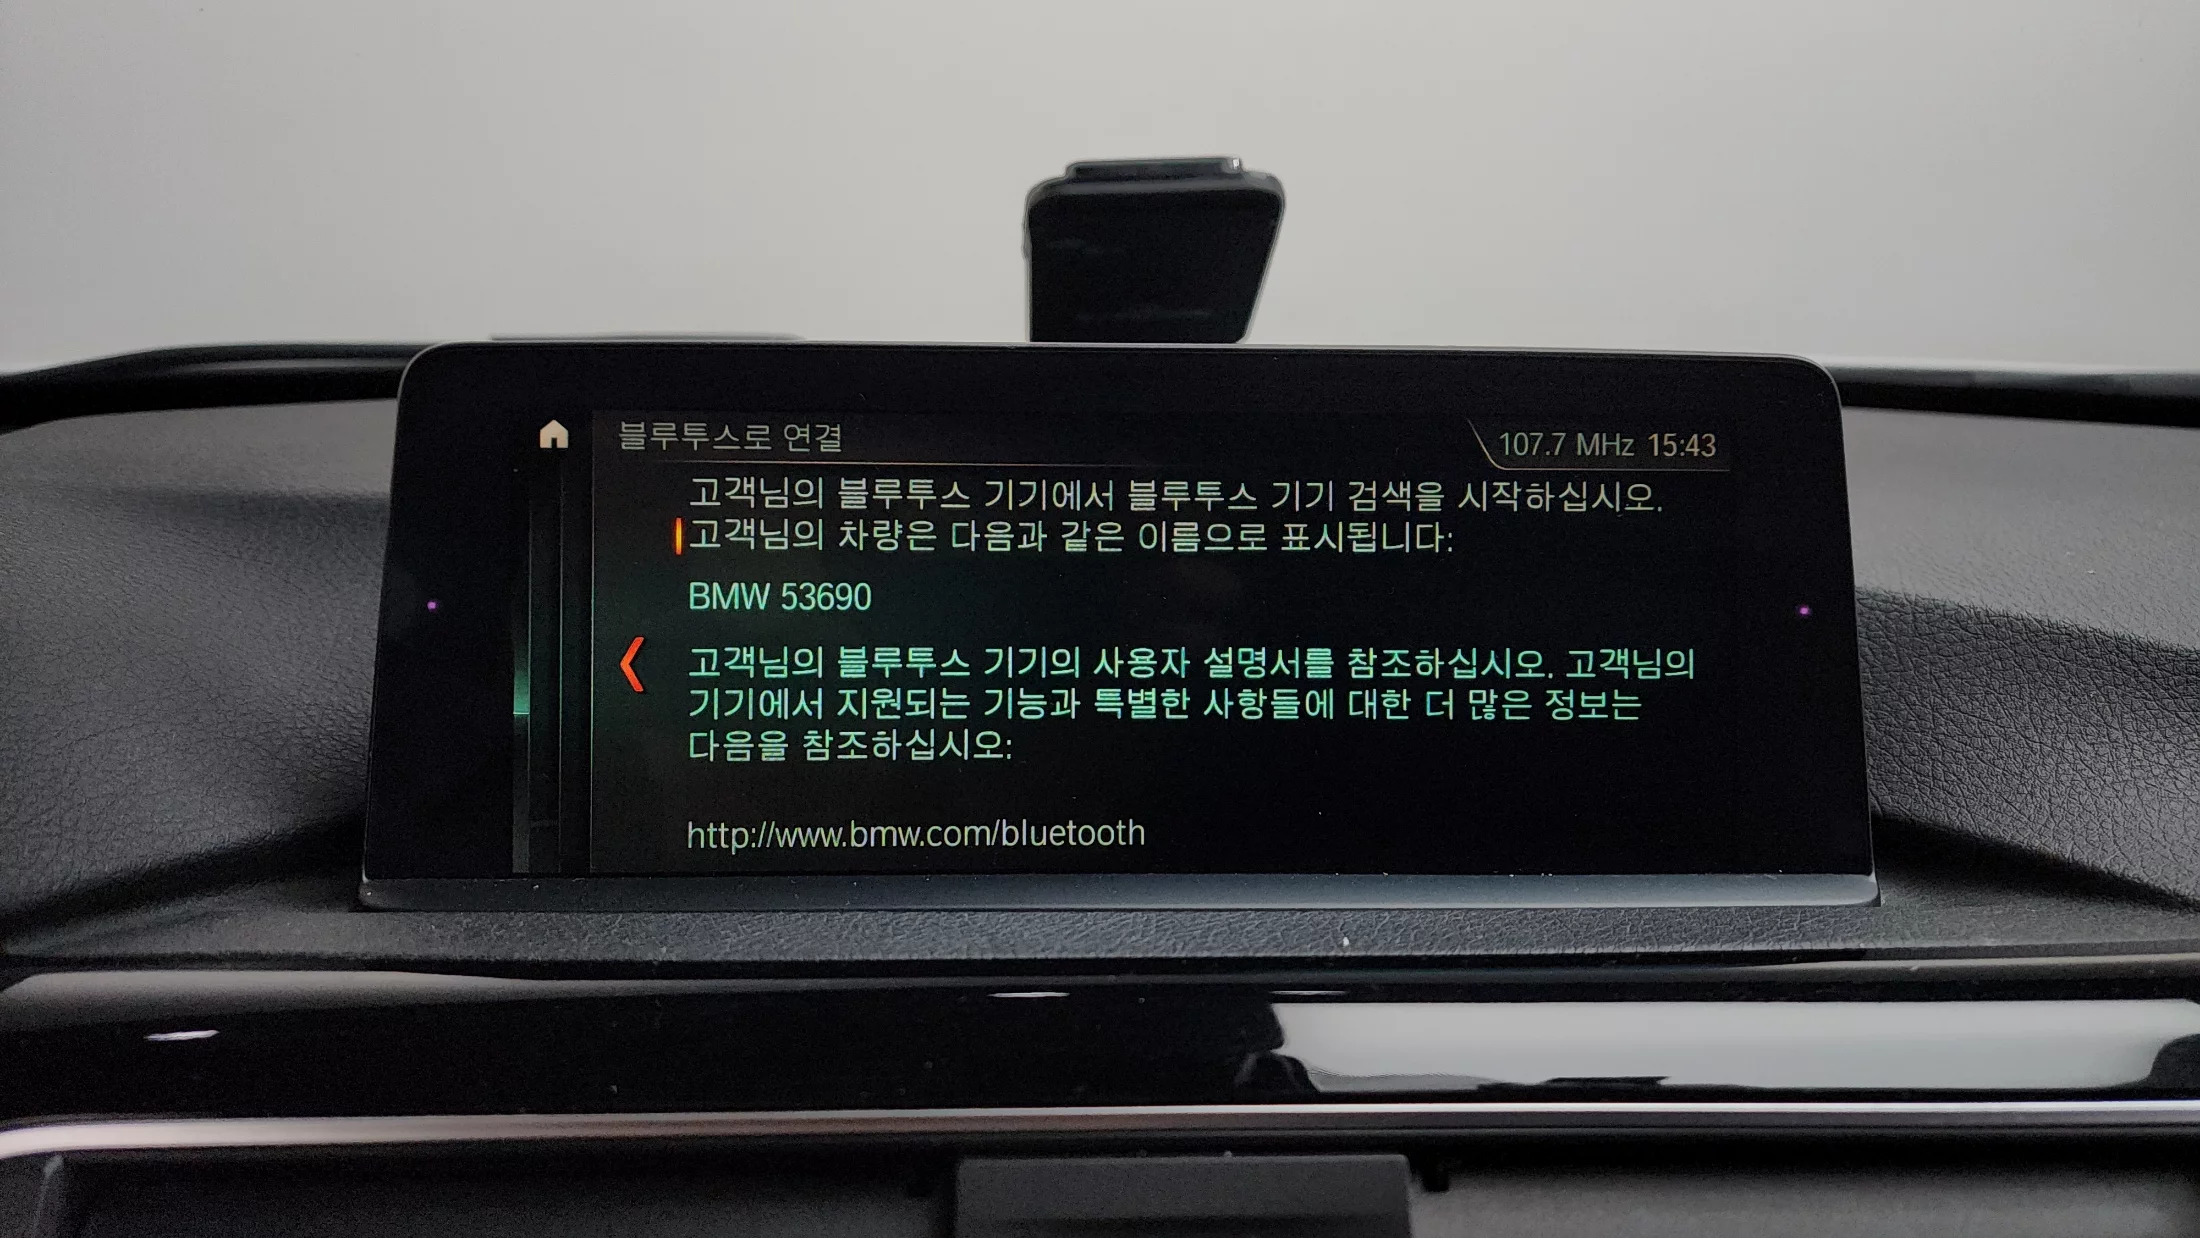 블루투스로 연결
107.7 MHz 15:43
고객님의 블루투스 기기에서 블루투스 기기 검색을 시작하십시오.
고객님의 차량은 다음과 같은 이름으로 표시됩니다:
BMW 53690
고객님의 블루투스 기기의 사용자 설명서를 참조하십시오. 고객님의
기기에서 지원되는 기능과 특별한 사항들에 대한 더 많은 정보는
다음을 참조하십시오:
http://www.bmw.com/bluetooth